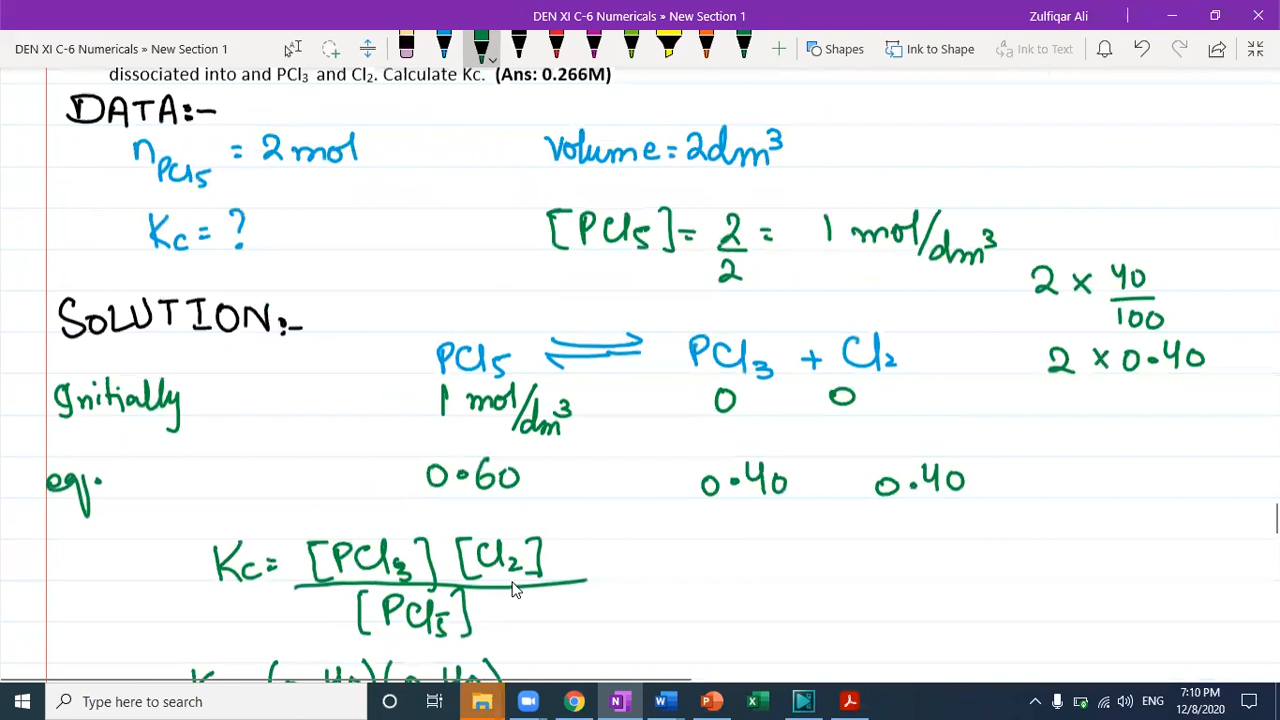 DEN XI C-6 Numericals » New Section 1
Zulfiqar Ali
DEN XI C-6 Numericals » New Section 1
Shapes
Ink to Shape
Ink to Text
dissociated into and PCl₃ and Cl₂. Calculate Kc. (Ans: 0.266M)
DATA:-
n PCl₅ = 2 mol
volume = 2dm³
Kc = ?
[PCl₅] = 2/2 = 1 mol/dm³
2 × 40/100
2 × 0.40
SOLUTION:-
PCl₅ ⇌ PCl₃ + Cl₂
Initially 1 mol/dm³ 0 0
eq. 0.60 0.40 0.40
Kc = [PCl₃] [Cl₂]
[PCl₅]
Type here to search
ENG
7:10 PM
12/8/2020